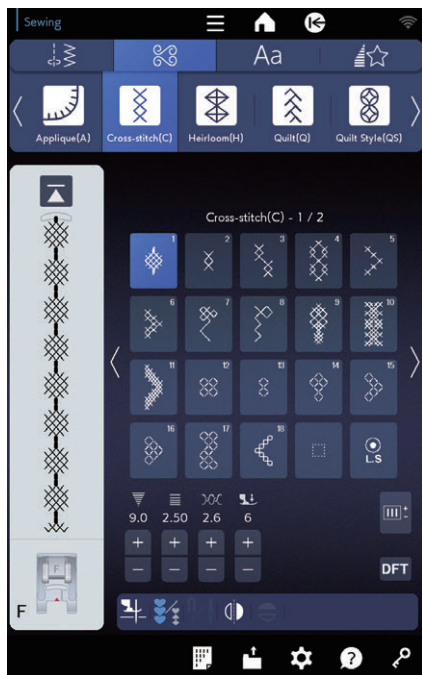 Sewing
Aa
Applique(A) Cross-stitch(C) Heirloom(H) Quilt(Q) Quilt Style(QS)
Cross-stitch(C) - 1 / 2
1 2 3 4 5
6 7 8 9 10
11 12 13 14 15
16 17 18 L.S
9.0 2.50 2.6 6
+ + + +
- - - -
DFT
F
F
?